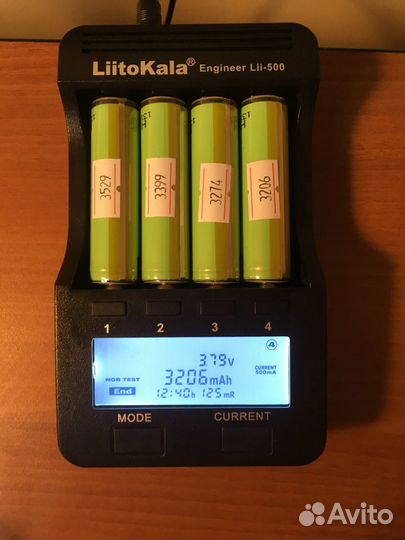 LiitoKala® Engineer Lii-500
3529
3399
3274
3206
1 2 3 4
4
3.79v
CURRENT
500mA
NOR TEST
3206mAh
End
12:40h 125mR
MODE CURRENT
Avito